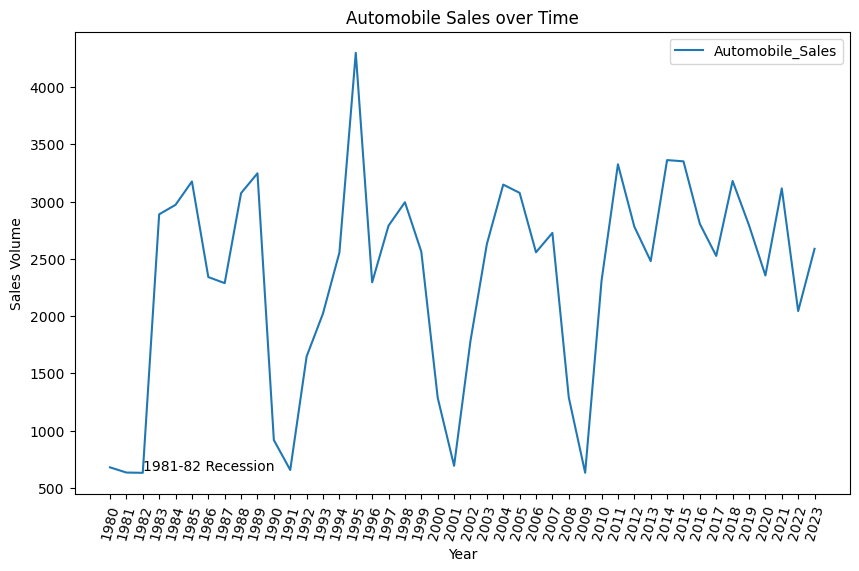 Automobile Sales over Time
Automobile_Sales
Sales Volume
4000
3500
3000
2500
2000
1500
1000
500
1981-82 Recession
1980 1981 1982 1983 1984 1985 1986 1987 1988 1989 1990 1991 1992 1993 1994 1995 1996 1997 1998 1999 2000 2001 2002 2003 2004 2005 2006 2007 2008 2009 2010 2011 2012 2013 2014 2015 2016 2017 2018 2019 2020 2021 2022 2023
Year